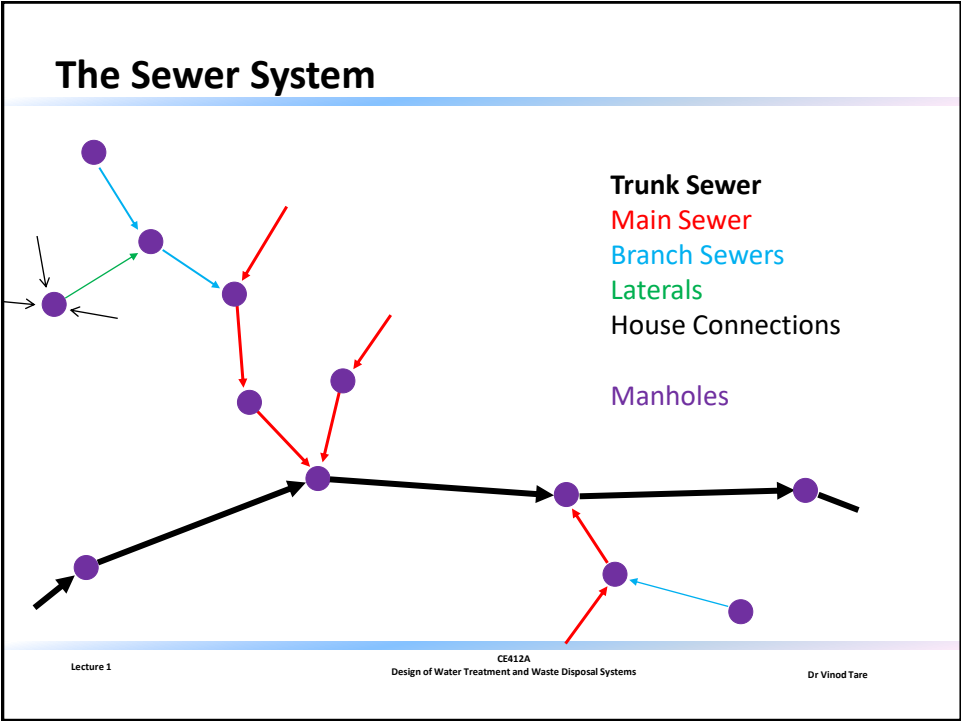 The Sewer System
Trunk Sewer
Main Sewer
Branch Sewers
Laterals
House Connections
Manholes
Lecture 1
CE412A
Design of Water Treatment and Waste Disposal Systems
Dr Vinod Tare